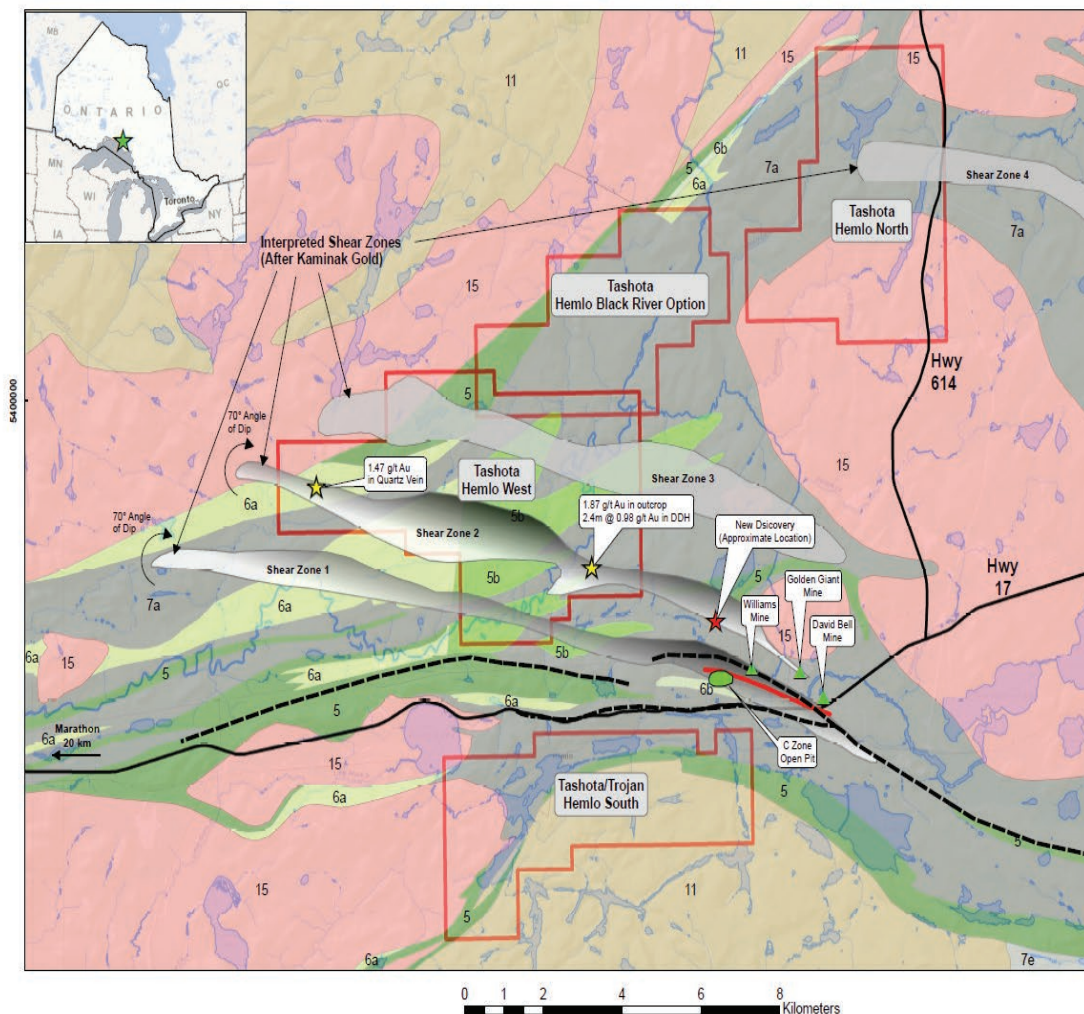 MB
ONTARIO
QC
MN
WI
MI
IA
Toronto
NY
PA
11
15
11
15
15
6b
5
6a
7a
Shear Zone 4
Tashota
Hemlo North
7a
Interpreted Shear Zones
(After Kaminak Gold)
15
Tashota
Hemlo Black River Option
Hwy
614
5400000
5
70° Angle
of Dip
1.47 g/t Au
in Quartz Vein
Tashota
Hemlo West
15
Shear Zone 3
6a
5b
1.87 g/t Au in outcrop
2.4m @ 0.98 g/t Au in DDH
70° Angle
of Dip
Shear Zone 2
New Dsicovery
(Approximate Location)
Hwy
17
Shear Zone 1
5b
5
Golden Giant
Mine
Williams
Mine
7a
6a
David Bell
Mine
15
6a
15
5
5b
6a
6b
5
6a
6a
Marathon
20 km
C Zone
Open Pit
15
6a
Tashota/Trojan
Hemlo South
5
5
15
11
11
5
6a
7e
0 1 2 4 6 8
Kilometers